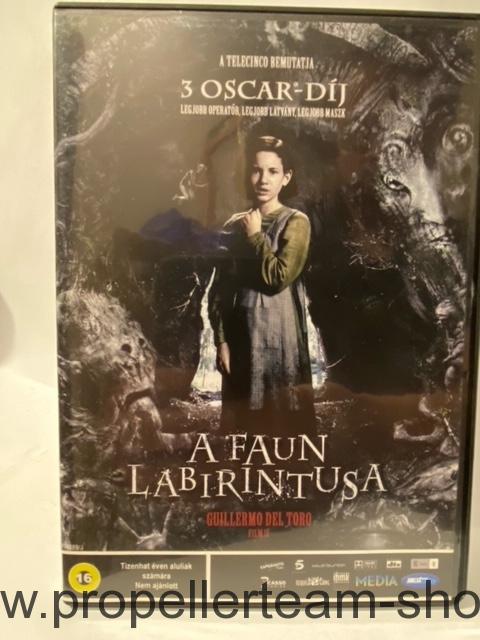 A TELECINCO BEMUTATJA
3 OSCAR-DÍJ
LEGJOBB OPERATŐR, LEGJOBB LÁTVÁNY, LEGJOBB MASZK
A FAUN
LABIRINTUSA
GUILLERMO DEL TORO
FILMJE
16
Tizenhat éven aluliak
számára
Nem ajánlott
dts
MEDIA
w.propellerteam-sho